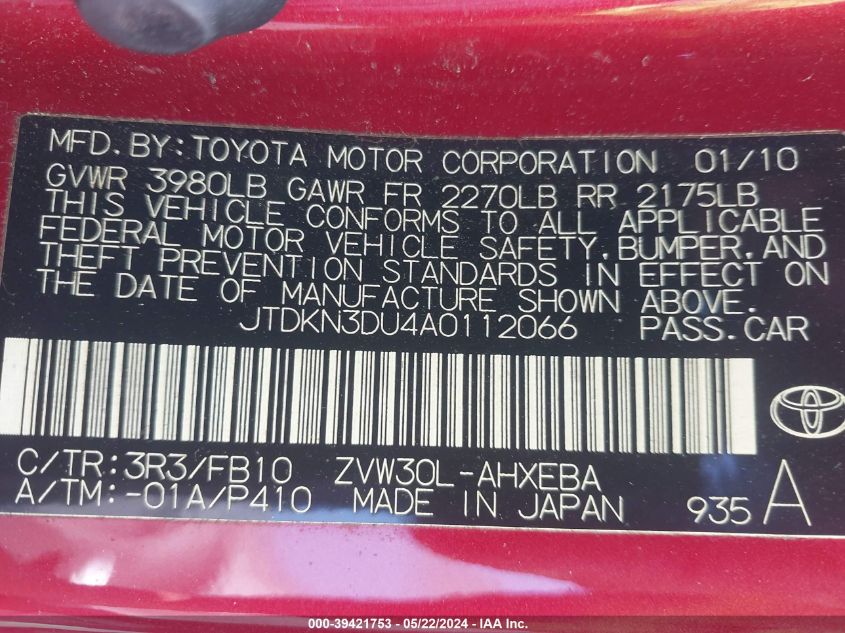 MFD.BY:TOYOTA MOTOR CORPORATION 01/10
GVWR 3980LB GAWR FR 2270LB RR 2175LB
THIS VEHICLE CONFORMS TO ALL APPLICABLE
FEDERAL MOTOR VEHICLE SAFETY,BUMPER,AND
THEFT PREVENTION STANDARDS IN EFFECT ON
THE DATE OF MANUFACTURE SHOWN ABOVE.
JTDKN3DU4A0112066 PASS.CAR
C/TR:3R3/FB10 ZVW30L-AHXEBA
A/TM:-01A/P410 MADE IN JAPAN 935 A
000-39421753 - 05/22/2024 - IAA Inc.